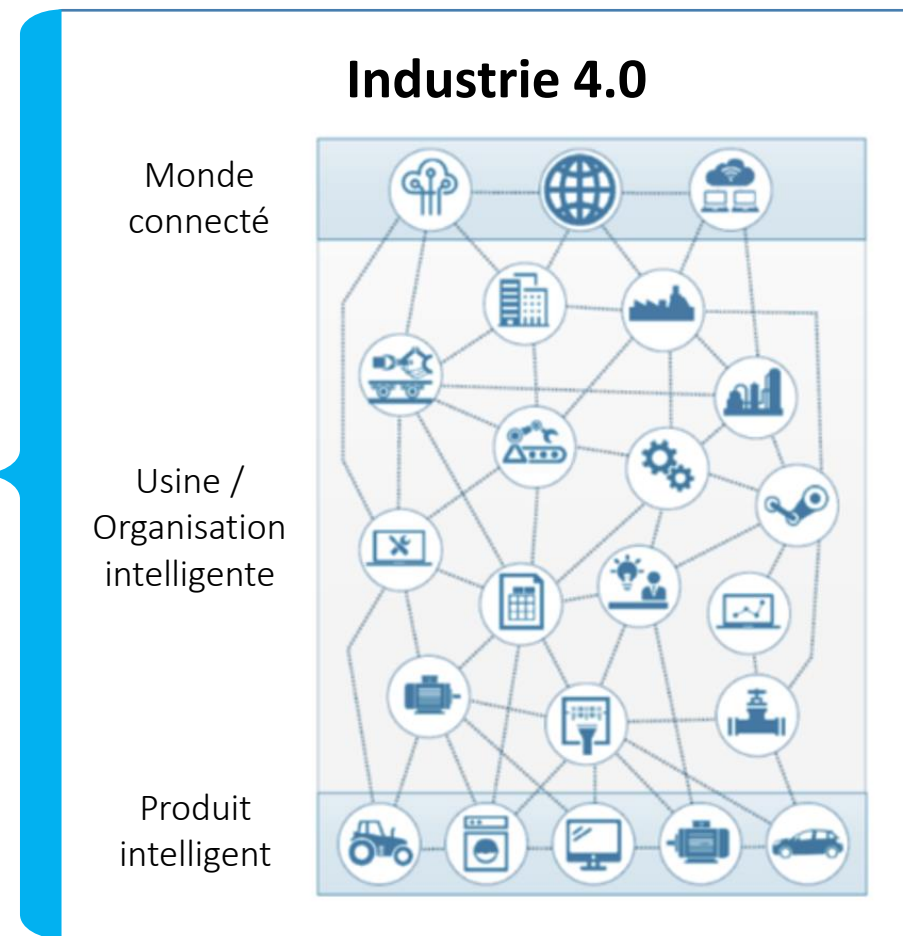 Industrie 4.0
Monde
connecté
Usine /
Organisation
intelligente
Produit
intelligent